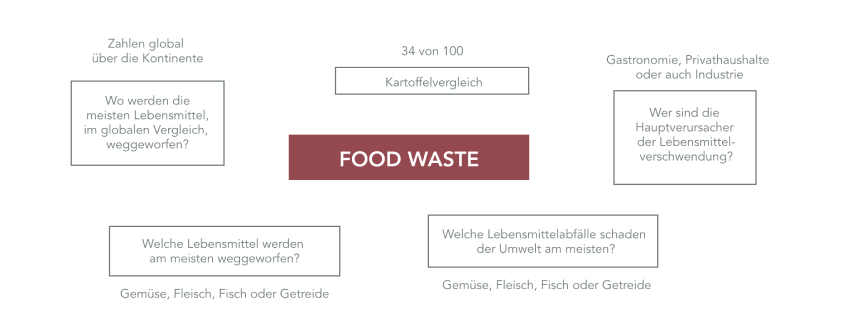 Zahlen global
über die Kontinente
Wo werden die
meisten Lebensmittel,
im globalen Vergleich,
weggeworfen?
34 von 100
Kartoffelvergleich
Gastronomie, Privathaushalte
oder auch Industrie
Wer sind die
Hauptverursacher
der Lebensmittel-
verschwendung?
FOOD WASTE
Welche Lebensmittel werden
am meisten weggeworfen?
Gemüse, Fleisch, Fisch oder Getreide
Welche Lebensmittelabfälle schaden
der Umwelt am meisten?
Gemüse, Fleisch, Fisch oder Getreide